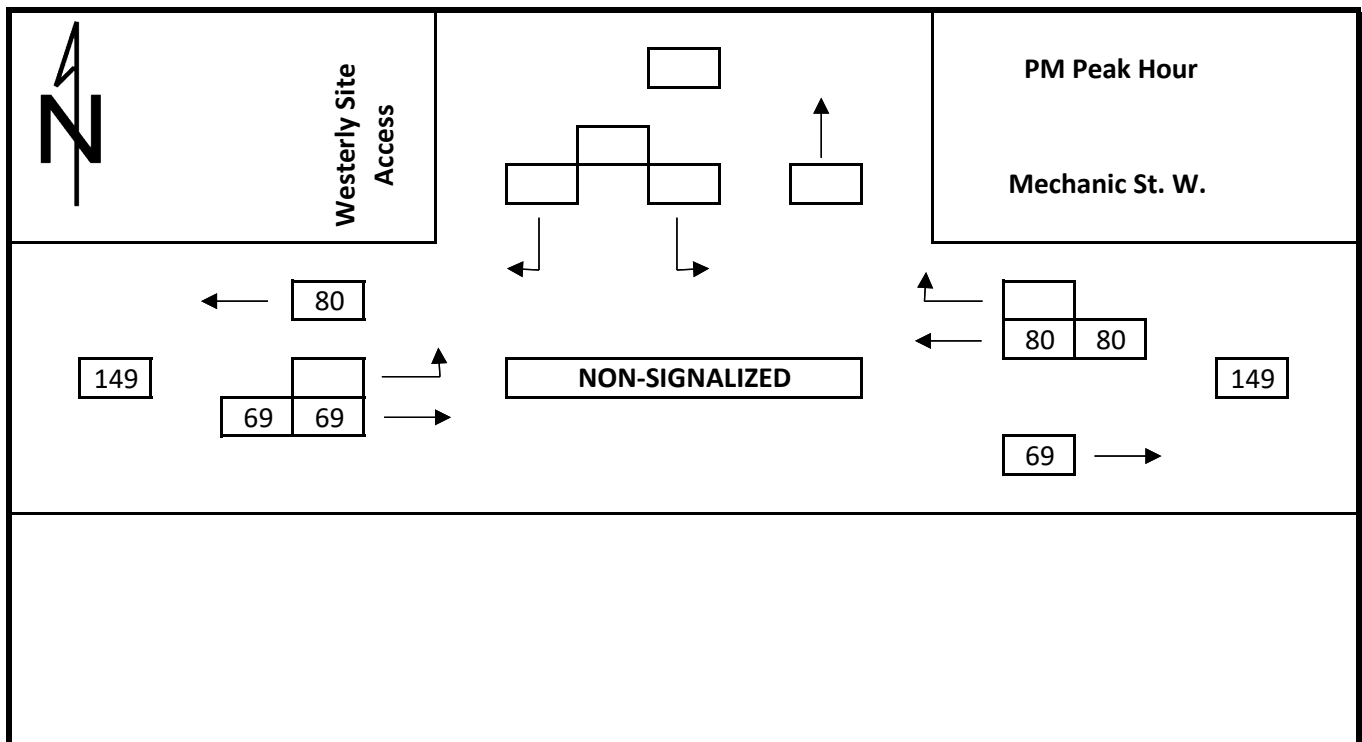 N
Westerly Site
Access
PM Peak Hour
Mechanic St. W.
80
80 80
149
NON-SIGNALIZED
149
69 69
69